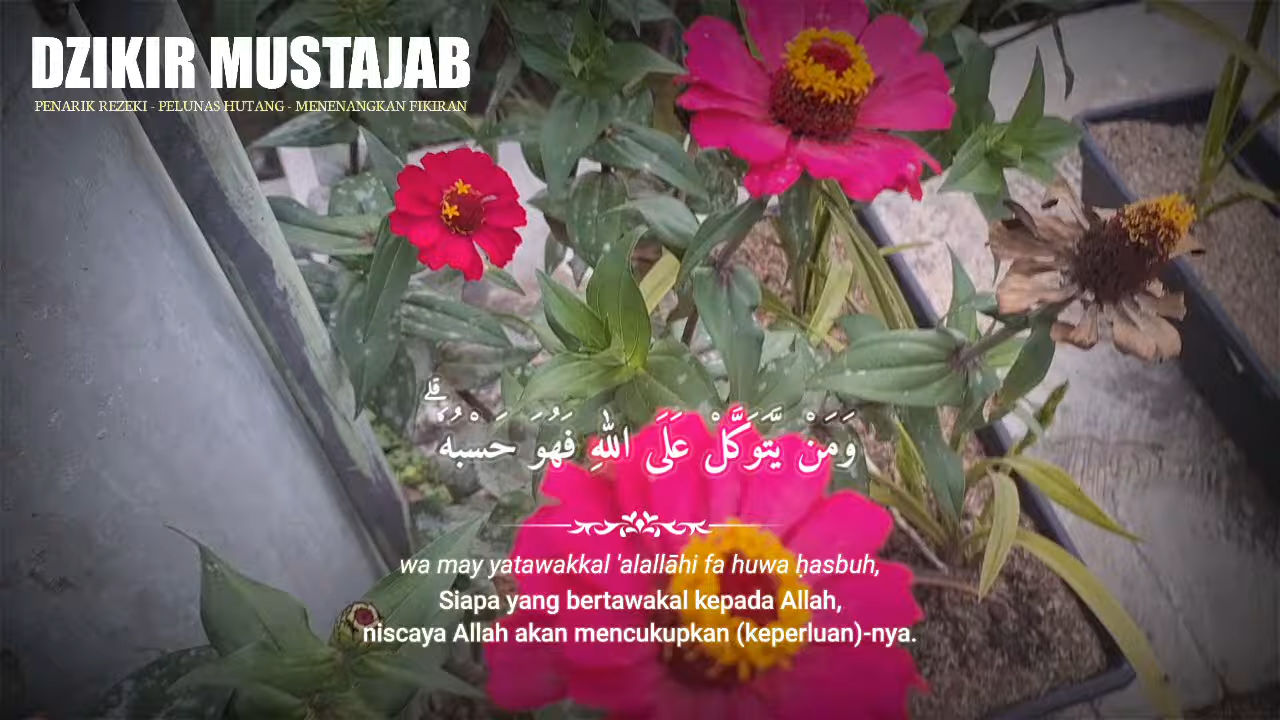 DZIKIR MUSTAJAB
PENARIK REZEKI - PELUNAS HUTANG - MENENANGKAN FIKIRAN
وَمَنْ يَّتَوَكَّلْ عَلَى اللّٰهِ فَهُوَ حَسْبُهٗ ۗ
wa may yatawakkal 'alallāhi fa huwa ḥasbuh,
Siapa yang bertawakal kepada Allah,
niscaya Allah akan mencukupkan (keperluan)-nya.